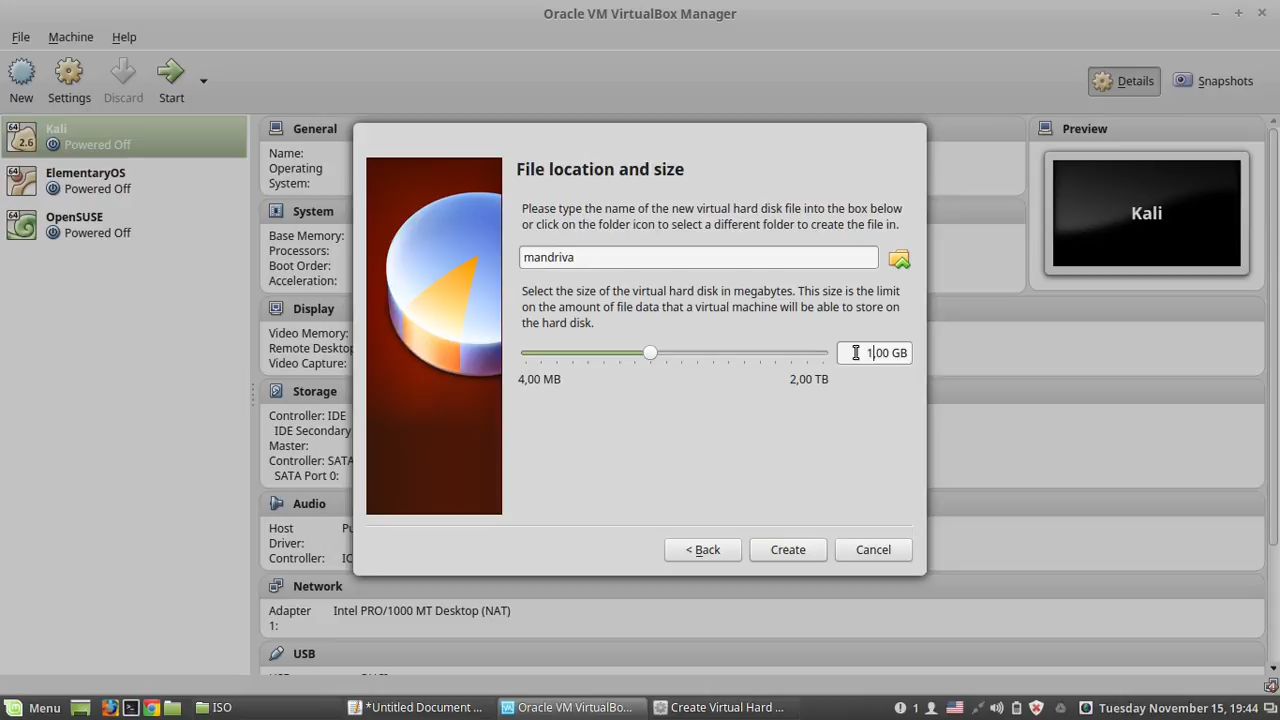 Oracle VM VirtualBox Manager
File Machine Help
New Settings Discard Start
Details Snapshots
64
2.6
Kali
Powered Off
64
ElementaryOS
Powered Off
64
OpenSUSE
Powered Off
General
Name:
Operating
System:
System
Base Memory:
Processors:
Boot Order:
Acceleration:
Display
Video Memory:
Remote Desktop
Video Capture:
Storage
Controller: IDE
IDE Secondary
Master:
Controller: SATA
SATA Port 0:
Audio
Host
Driver:
Controller:
Network
Adapter Intel PRO/1000 MT Desktop (NAT)
1:
USB
Preview
Kali
File location and size
Please type the name of the new virtual hard disk file into the box below
or click on the folder icon to select a different folder to create the file in.
mandriva
Select the size of the virtual hard disk in megabytes. This size is the limit
on the amount of file data that a virtual machine will be able to store on
the hard disk.
1,00 GB
4,00 MB 2,00 TB
< Back Create Cancel
Menu ISO *Untitled Document ... Oracle VM VirtualBo... Create Virtual Hard ... 1 Tuesday November 15, 19:44